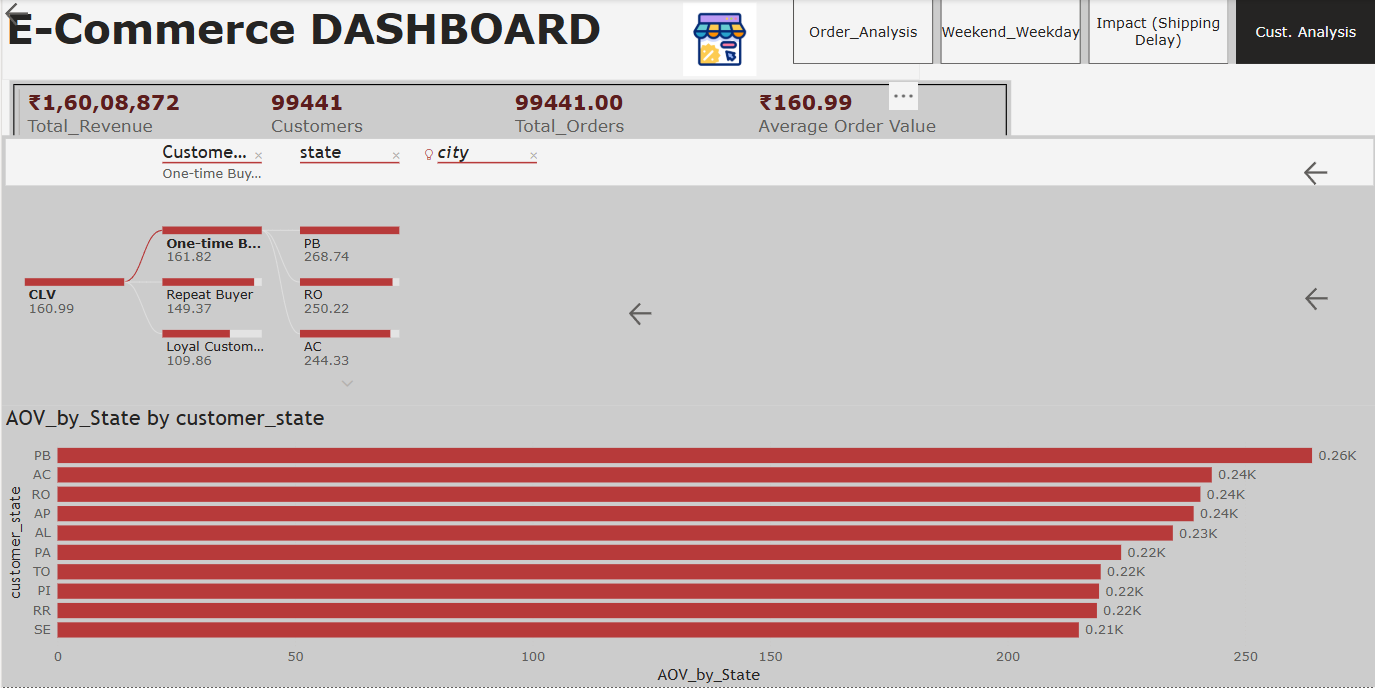 E-Commerce DASHBOARD
Order_Analysis
Weekend_Weekday
Impact (Shipping
Delay)
Cust. Analysis
₹1,60,08,872
Total_Revenue
99441
Customers
99441.00
Total_Orders
₹160.99
Average Order Value
Custome...
One-time Buy...
state
city
CLV
160.99
One-time B...
161.82
Repeat Buyer
149.37
Loyal Custom...
109.86
PB
268.74
RO
250.22
AC
244.33
AOV_by_State by customer_state
customer_state
PB 0.26K
AC 0.24K
RO 0.24K
AP 0.24K
AL 0.23K
PA 0.22K
TO 0.22K
PI 0.22K
RR 0.22K
SE 0.21K
0 50 100 150 200 250
AOV_by_State